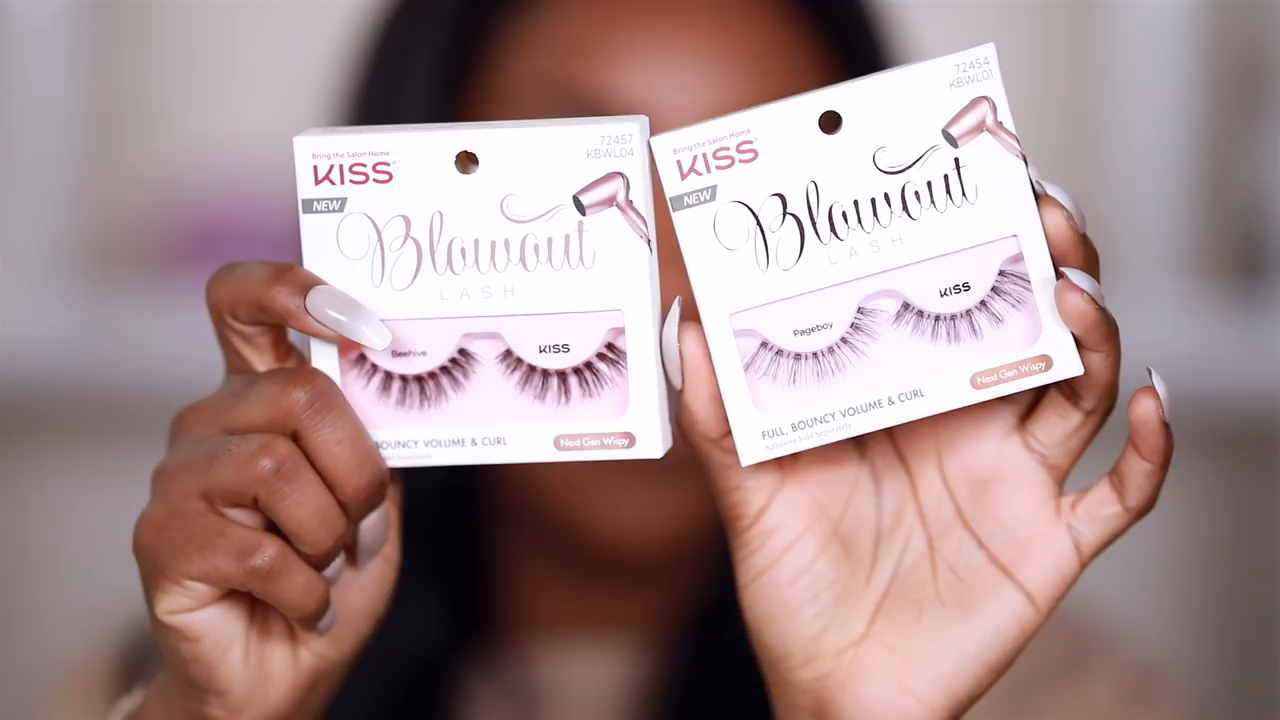 Bring the Salon Home
KISS
NEW
72457
KBWL04
Blowout
LASH
Beehive
KISS
BOUNCY VOLUME & CURL
Next Gen Wispy
Bring the Salon Home
KISS
NEW
72454
KBWL01
Blowout
LASH
Pageboy
KISS
FULL, BOUNCY VOLUME & CURL
Adhesive Sold Separately
Next Gen Wispy